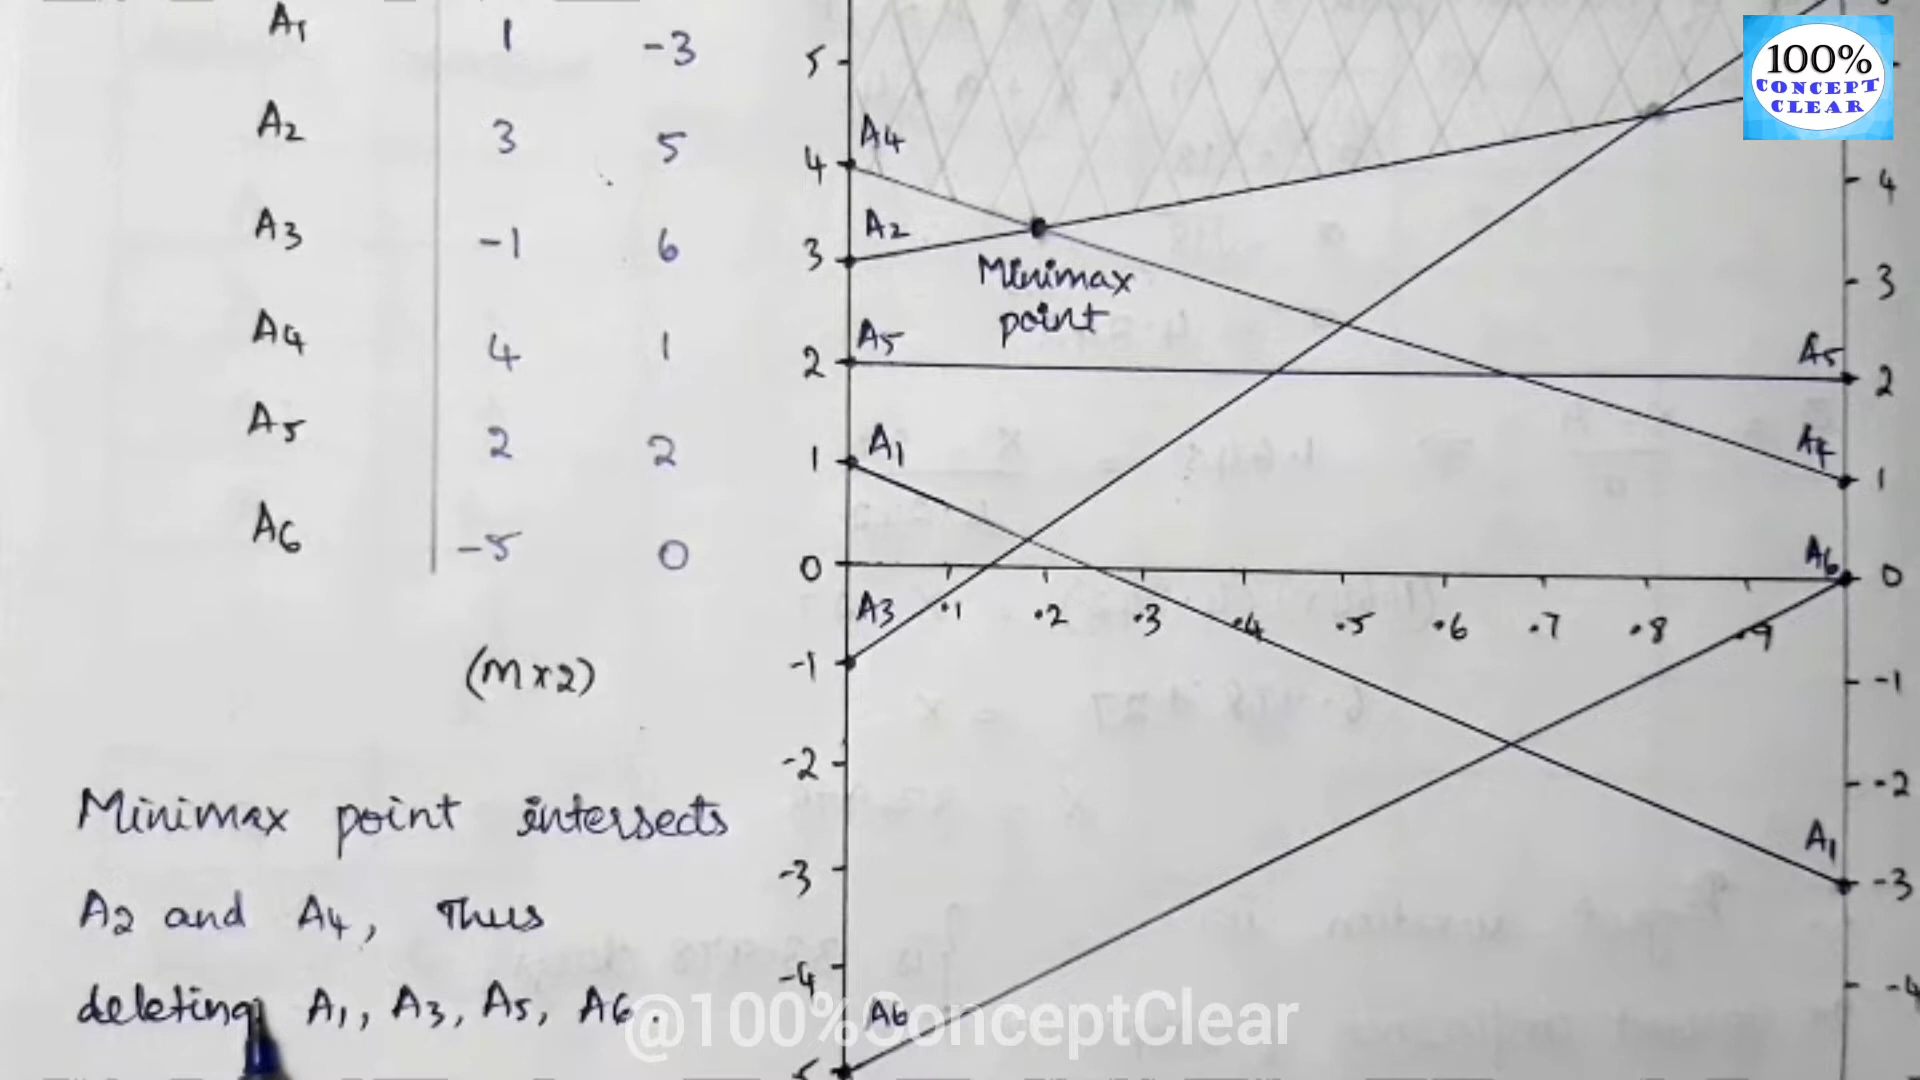 A1 1 -3
A2 3 5
A3 -1 6
A4 4 1
A5 2 2
A6 -5 0
(M x 2)
Minimax point intersects
A2 and A4, Thus
deleting A1, A3, A5, A6.
5
4
3
2
1
0
-1
-2
-3
-4
A4
A2
A5
A1
A3
A6
Minimax
point
.1 .2 .3 .4 .5 .6 .7 .8 .9
4
3
2
1
0
-1
-2
-3
-4
A5
A4
A6
A1
100%
CONCEPT
CLEAR
@100%ConceptClear